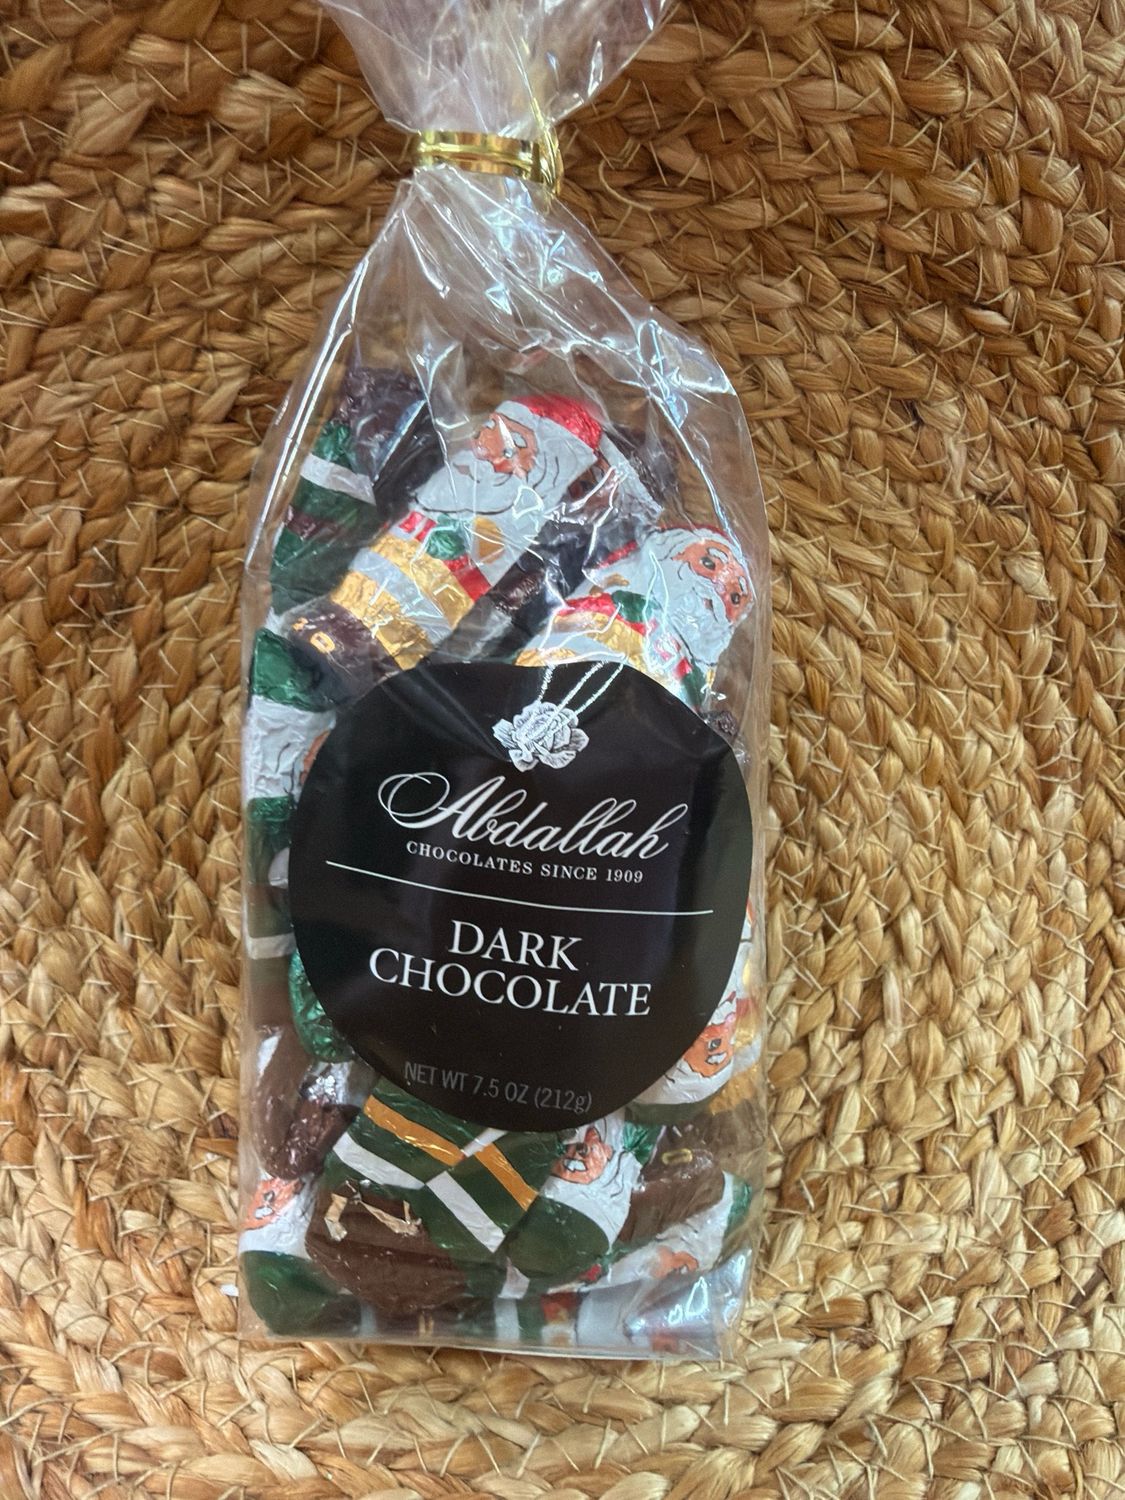 Abdallah
CHOCOLATES SINCE 1909
DARK
CHOCOLATE
NET WT 7.5 OZ (212g)